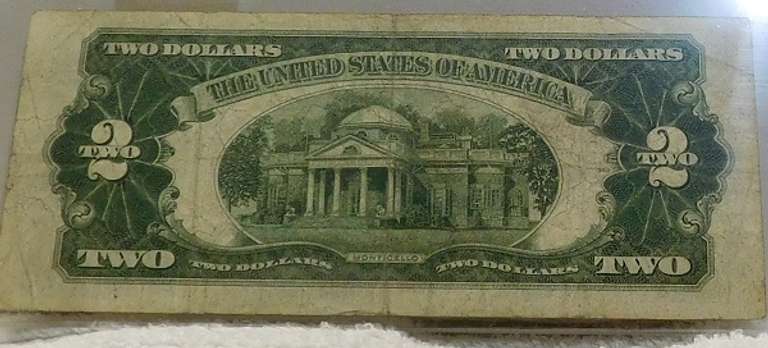 TWO DOLLARS TWO DOLLARS
THE UNITED STATES OF AMERICA
2 2
TWO TWO
MONTICELLO
TWO TWO DOLLARS TWO DOLLARS TWO